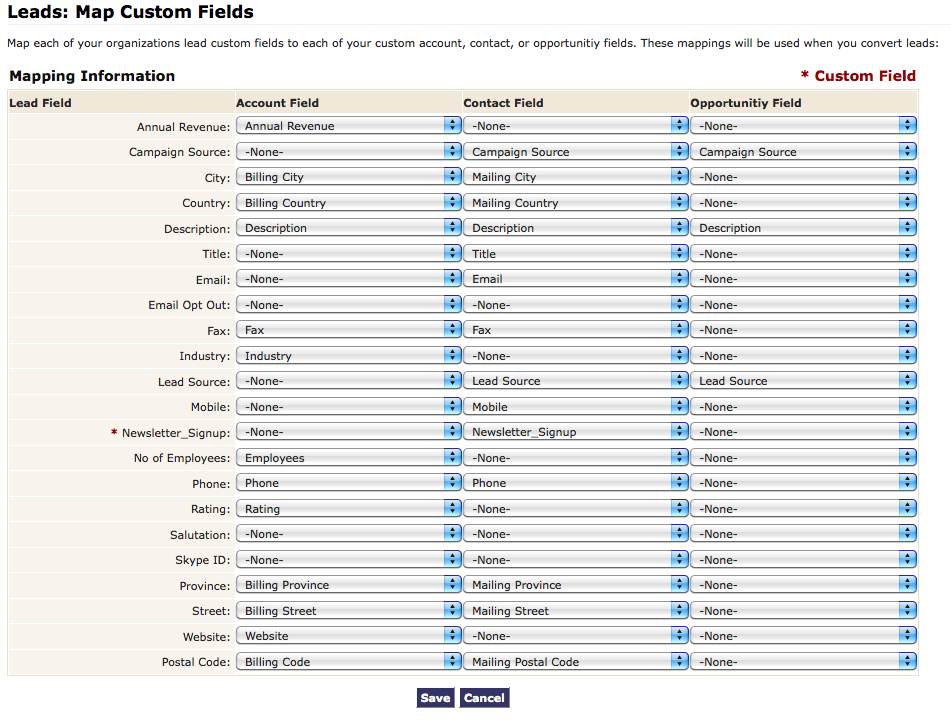 Leads: Map Custom Fields
Map each of your organizations lead custom fields to each of your custom account, contact, or opportunitiy fields. These mappings will be used when you convert leads:
Mapping Information * Custom Field
Lead Field Account Field Contact Field Opportunitiy Field
Annual Revenue: Annual Revenue -None- -None-
Campaign Source: -None- Campaign Source Campaign Source
City: Billing City Mailing City -None-
Country: Billing Country Mailing Country -None-
Description: Description Description Description
Title: -None- Title -None-
Email: -None- Email -None-
Email Opt Out: -None- -None- -None-
Fax: Fax Fax -None-
Industry: Industry -None- -None-
Lead Source: -None- Lead Source Lead Source
Mobile: -None- Mobile -None-
* Newsletter_Signup: -None- Newsletter_Signup -None-
No of Employees: Employees -None- -None-
Phone: Phone Phone -None-
Rating: Rating -None- -None-
Salutation: -None- -None- -None-
Skype ID: -None- -None- -None-
Province: Billing Province Mailing Province -None-
Street: Billing Street Mailing Street -None-
Website: Website -None- -None-
Postal Code: Billing Code Mailing Postal Code -None-
Save Cancel